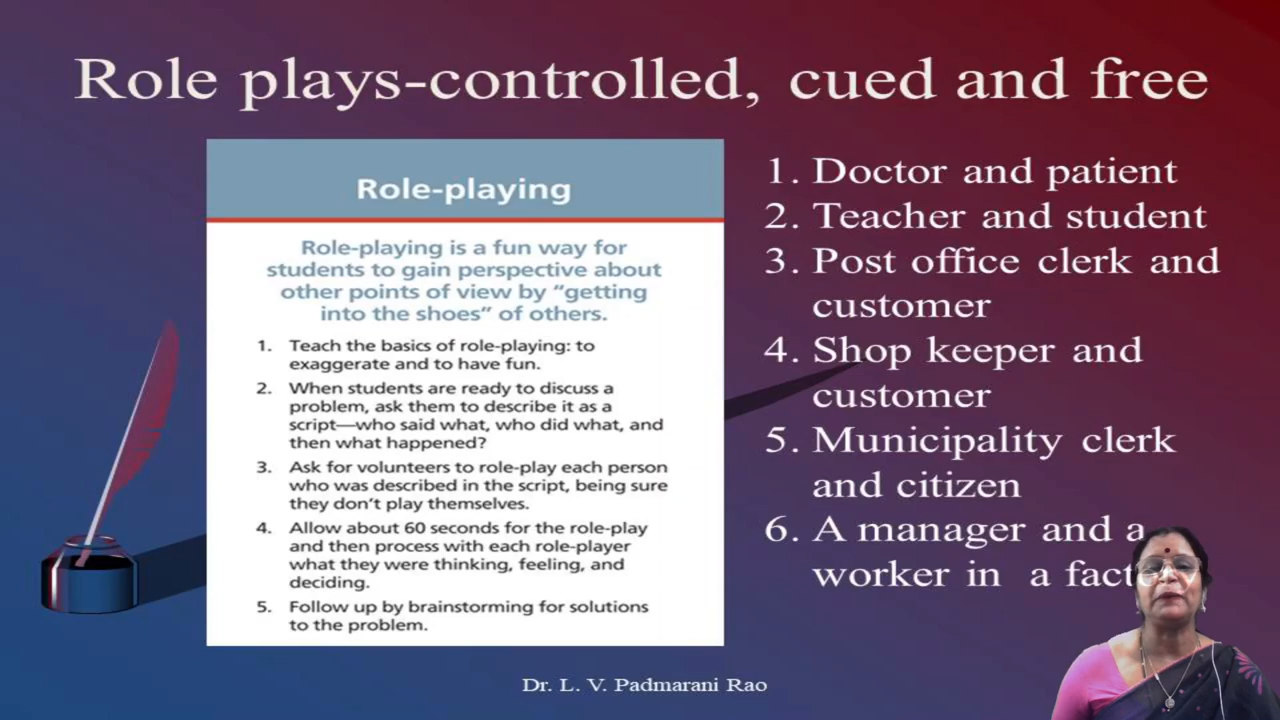 Role plays-controlled, cued and free
Role-playing
Role-playing is a fun way for
students to gain perspective about
other points of view by “getting
into the shoes” of others.
1. Teach the basics of role-playing: to
exaggerate and to have fun.
2. When students are ready to discuss a
problem, ask them to describe it as a
script—who said what, who did what, and
then what happened?
3. Ask for volunteers to role-play each person
who was described in the script, being sure
they don’t play themselves.
4. Allow about 60 seconds for the role-play
and then process with each role-player
what they were thinking, feeling, and
deciding.
5. Follow up by brainstorming for solutions
to the problem.
1. Doctor and patient
2. Teacher and student
3. Post office clerk and
customer
4. Shop keeper and
customer
5. Municipality clerk
and citizen
6. A manager and a
worker in a
Dr. L. V. Padmarani Rao